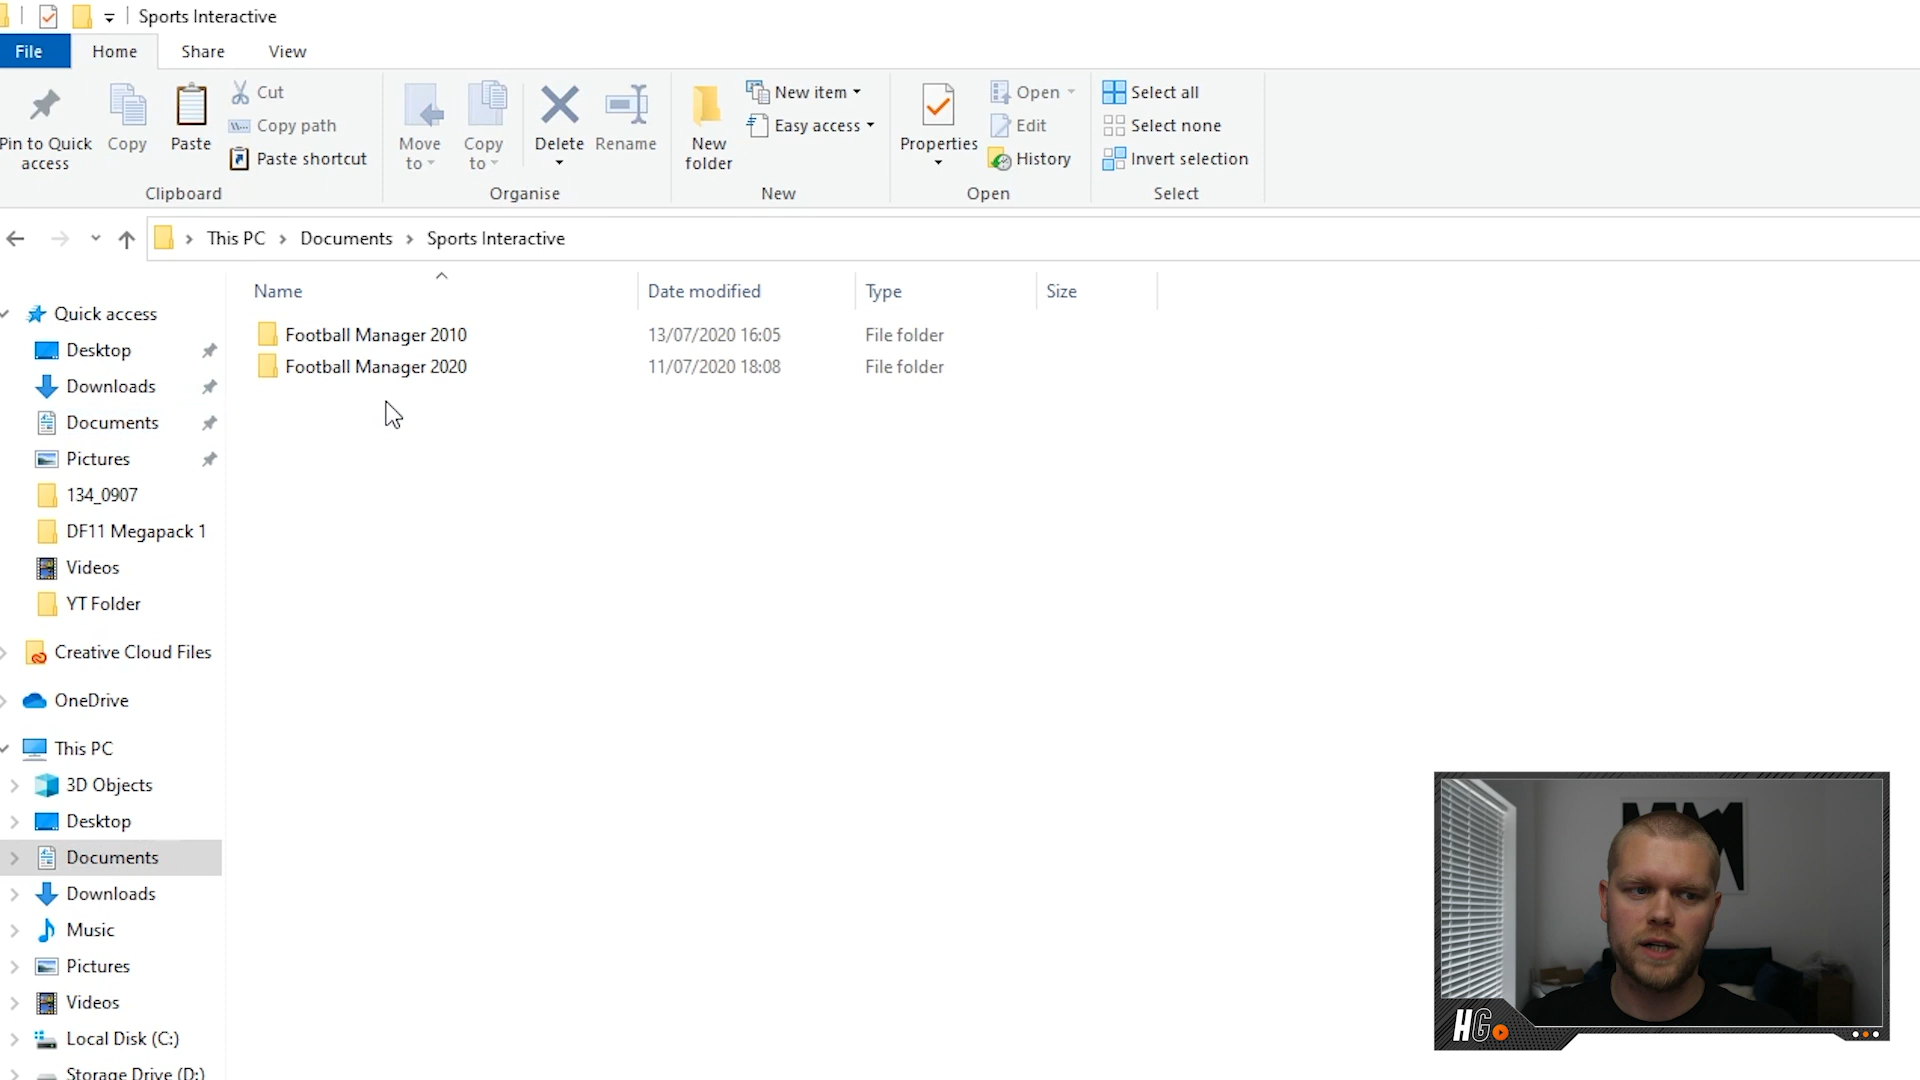 Sports Interactive
File Home Share View
Pin to Quick access
Copy
Paste
Cut
Copy path
Paste shortcut
Clipboard
Move to
Copy to
Delete
Rename
Organise
New folder
New item
Easy access
New
Properties
Open
Edit
History
Open
Select all
Select none
Invert selection
Select
This PC > Documents > Sports Interactive
Name Date modified Type Size
Football Manager 2010 13/07/2020 16:05 File folder
Football Manager 2020 11/07/2020 18:08 File folder
Quick access
Desktop
Downloads
Documents
Pictures
134_0907
DF11 Megapack 1
Videos
YT Folder
Creative Cloud Files
OneDrive
This PC
3D Objects
Desktop
Documents
Downloads
Music
Pictures
Videos
Local Disk (C:)
Storage Drive (D:)
HG